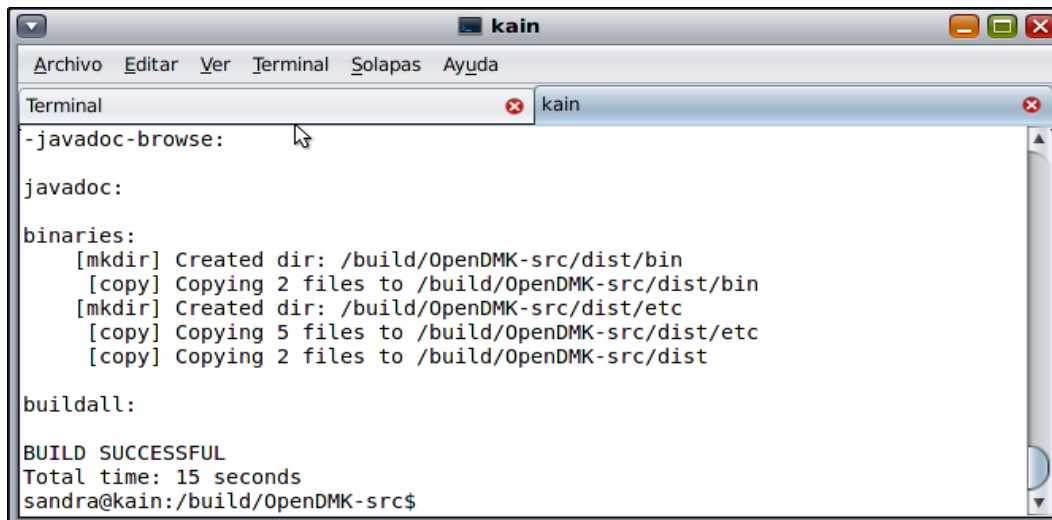 kain
Archivo Editar Ver Terminal Solapas Ayuda
Terminal kain
-javadoc-browse:
javadoc:
binaries:
[mkdir] Created dir: /build/OpenDMK-src/dist/bin
[copy] Copying 2 files to /build/OpenDMK-src/dist/bin
[mkdir] Created dir: /build/OpenDMK-src/dist/etc
[copy] Copying 5 files to /build/OpenDMK-src/dist/etc
[copy] Copying 2 files to /build/OpenDMK-src/dist
buildall:
BUILD SUCCESSFUL
Total time: 15 seconds
sandra@kain:/build/OpenDMK-src$